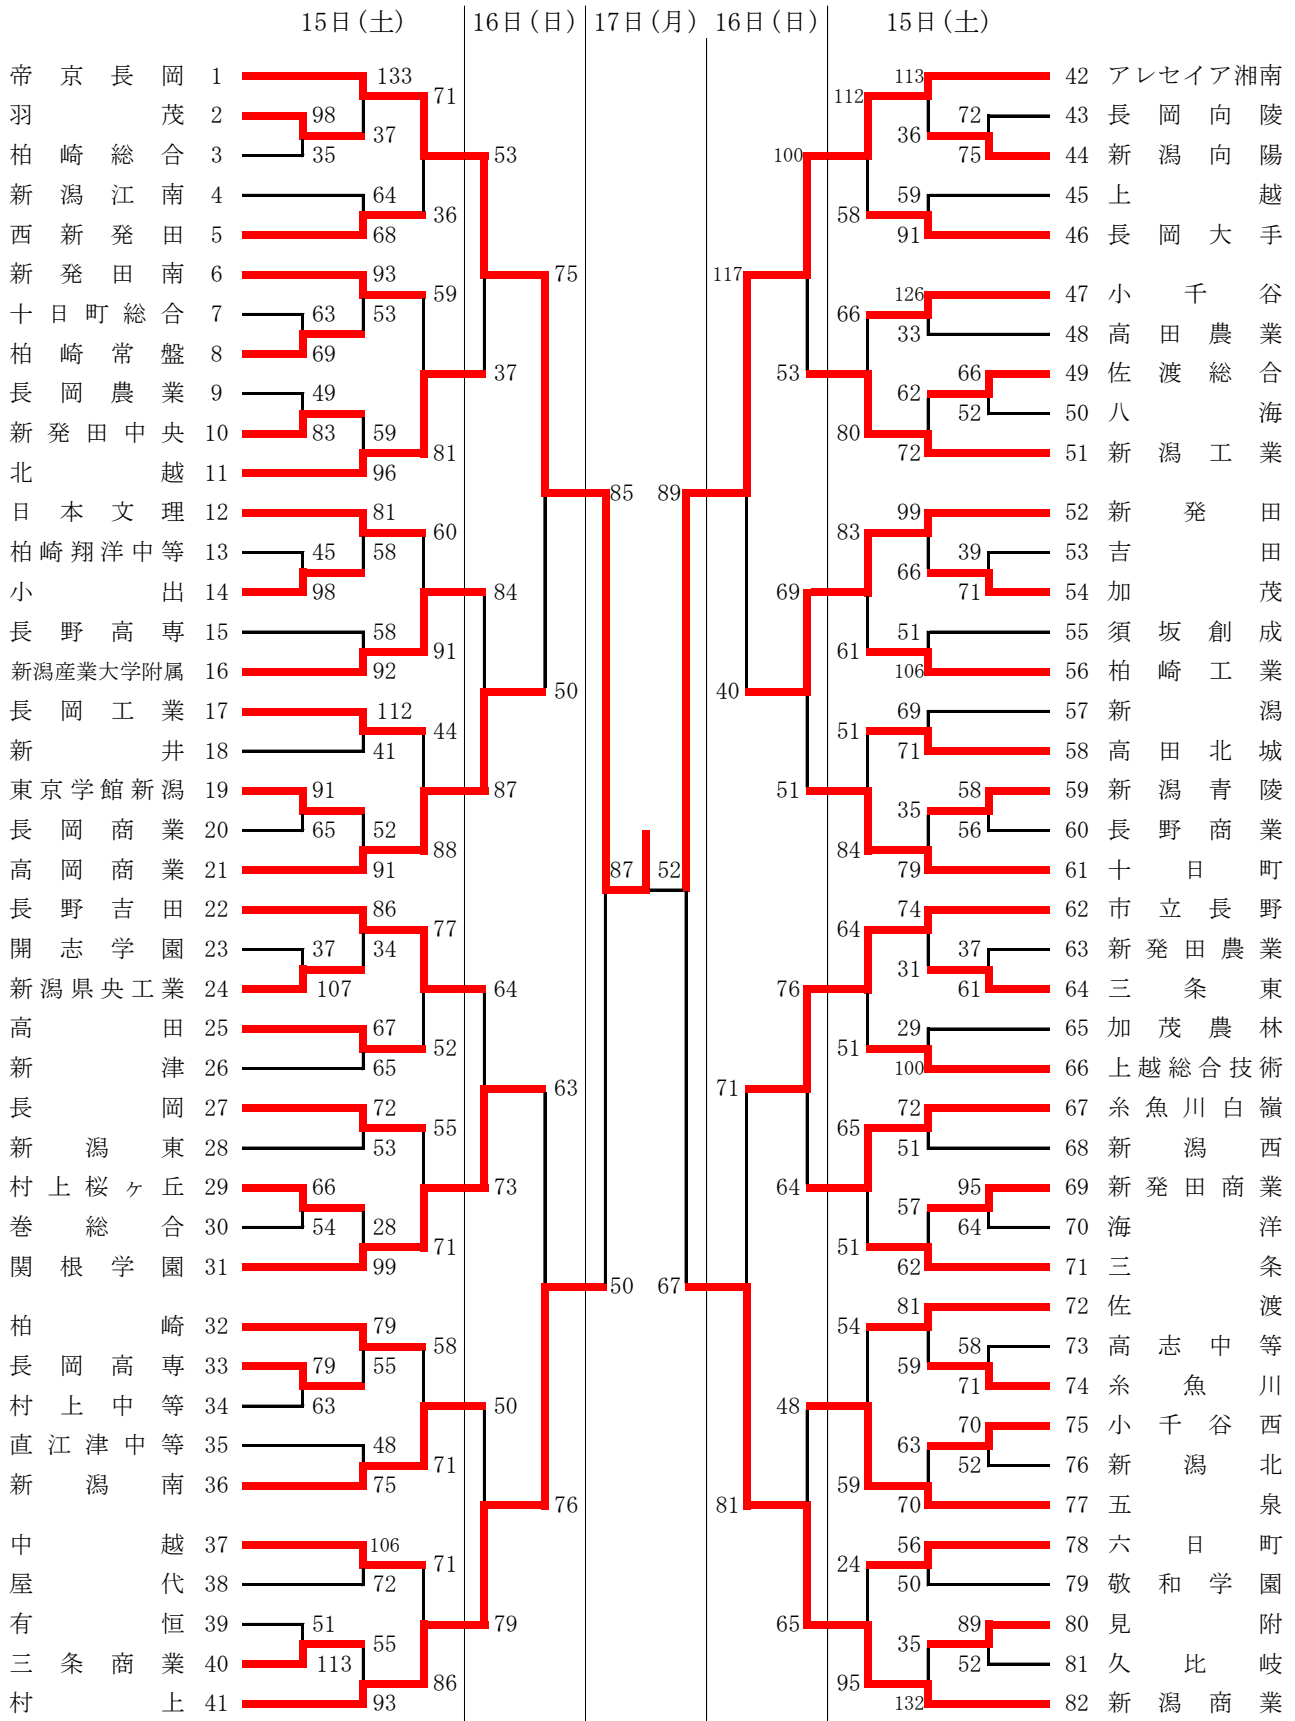 15日(土) 16日(日) 17日(月) 16日(日) 15日(土)
帝京長岡 1 133 113 42 アレセイア湘南
71 112
羽茂 2 98 72 43 長岡向陵
37 36
柏崎総合 3 35 53 100 75 44 新潟向陽
新潟江南 4 64 59 45 上越
36 58
西新発田 5 68 91 46 長岡大手
新発田南 6 93 75 117
59 126 47 小千谷
十日町総合 7 63 53 66
33 48 高田農業
柏崎常盤 8 69
37 53 66 49 佐渡総合
長岡農業 9 49 62
52 50 八海
新発田中央 10 83 59 80
81 72 51 新潟工業
北越 11 96
85 89
日本文理 12 81 99 52 新発田
60 83
柏崎翔洋中等 13 45 58 39 53 吉田
66
小出 14 98 84 69 71 54 加茂
長野高専 15 58 51 55 須坂創成
91 61
新潟産業大学附属 16 92 106 56 柏崎工業
50 40
長岡工業 17 112 69 57 新潟
44 51
新井 18 41 71 58 高田北城
東京学館新潟 19 91 87 51 58 59 新潟青陵
35
長岡商業 20 65 52 56 60 長野商業
88 84
高岡商業 21 91 87 52 79 61 十日町
長野吉田 22 86 74 62 市立長野
77 64
開志学園 23 37 34 37 63 新発田農業
31
新潟県央工業 24 107 64 76 61 64 三条東
高田 25 67 29 65 加茂農林
52 51
新津 26 65 100 66 上越総合技術
63 71
長岡 27 72 72 67 糸魚川白嶺
55 65
新潟東 28 53 51 68 新潟西
村上桜ヶ丘 29 66 73 64 95 69 新発田商業
57
巻総合 30 54 28 64 70 海洋
71 51
関根学園 31 99 62 71 三条
50 67
柏崎 32 79 81 72 佐渡
58 54
長岡高専 33 79 55 58 73 高志中等
59
村上中等 34 63 50 48 71 74 糸魚川
直江津中等 35 48 70 75 小千谷西
71 63
新潟南 36 75 52 76 新潟北
59
76 81 70 77 五泉
中越 37 106 56 78 六日町
71 24
屋代 38 72 50 79 敬和学園
有恒 39 51 79 65 89 80 見附
55 35
三条商業 40 113 52 81 久比岐
86 95
村上 41 93 132 82 新潟商業